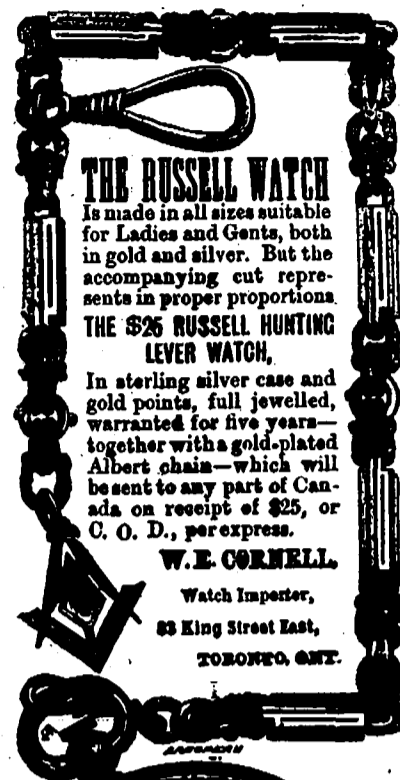 THE RUSSELL WATCH
Is made in all sizes suitable
for Ladies and Gents, both
in gold and silver. But the
accompanying cut repre-
sents in proper proportions
THE $25 RUSSELL HUNTING
LEVER WATCH,
In sterling silver case and
gold points, full jewelled,
warranted for five years—
together with a gold-plated
Albert chain—which will
be sent to any part of Can-
ada on receipt of $25, or
C. O. D., per express.
W. E. CORNELL,
Watch Importer,
83 King Street East,
TORONTO, ONT.